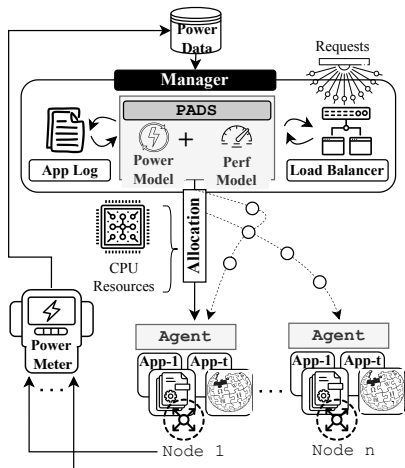 Power
Data
Requests
Manager
PADS
App Log
Power
Model
+
Perf
Model
Load Balancer
CPU
Resources
Allocation
Agent
Agent
Power
Meter
App-1
App-t
App-1
App-t
...
...
Node 1
Node n